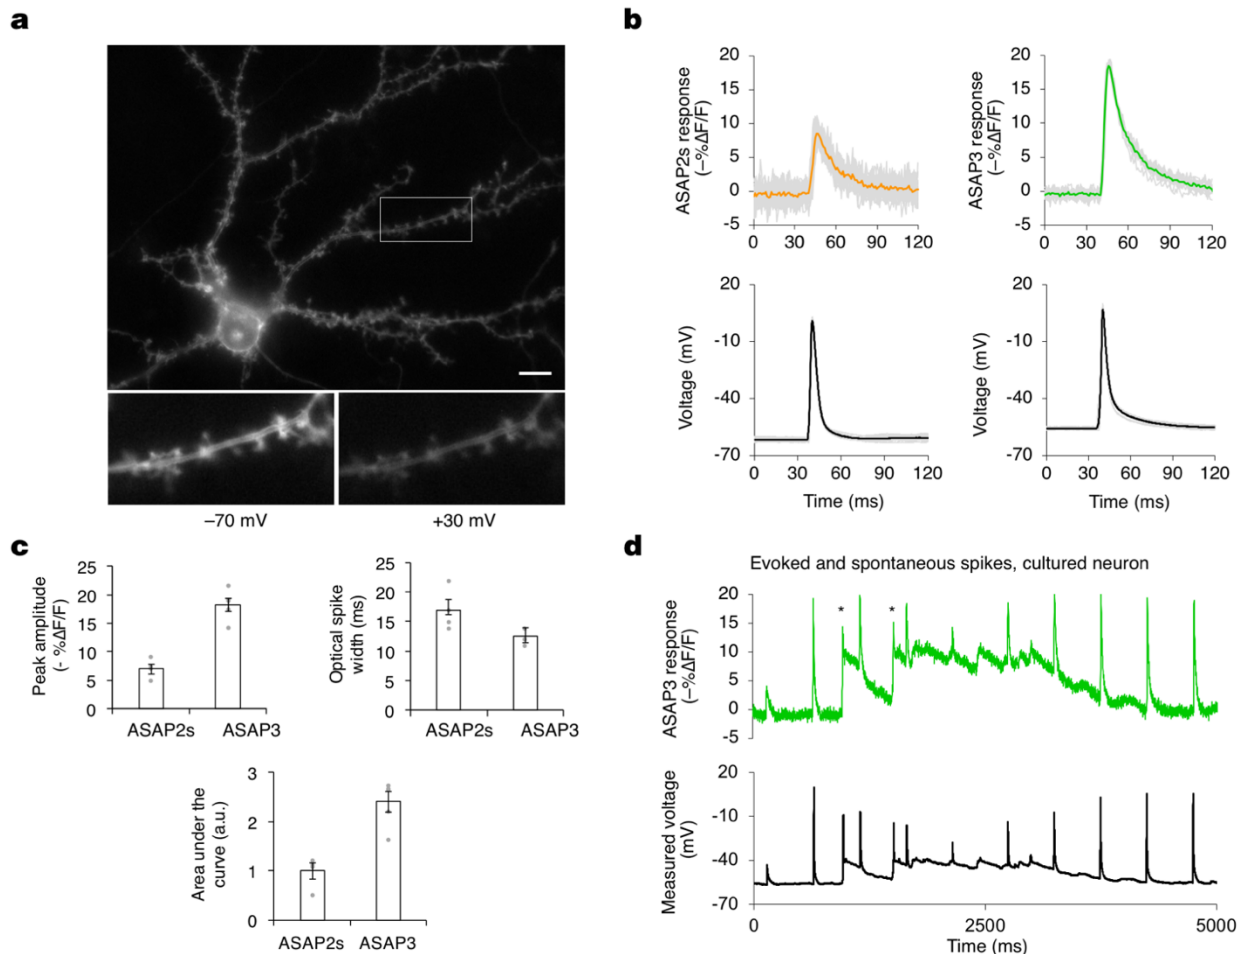 a
−70 mV
+30 mV
b
ASAP2s response
(−%ΔF/F)
20
15
10
5
0
-5
0 30 60 90 120
ASAP3 response
(−%ΔF/F)
20
15
10
5
0
-5
0 30 60 90 120
Voltage (mV)
20
-10
-40
-70
0 30 60 90 120
Time (ms)
Voltage (mV)
20
-10
-40
-70
0 30 60 90 120
Time (ms)
c
Peak amplitude
(- %ΔF/F)
25
20
15
10
5
0
ASAP2s ASAP3
Optical spike
width (ms)
25
20
15
10
5
0
ASAP2s ASAP3
Area under the
curve (a.u.)
3
2
1
0
ASAP2s ASAP3
d
Evoked and spontaneous spikes, cultured neuron
ASAP3 response
(−%ΔF/F)
20
15
10
5
0
-5
* *
Measured voltage
(mV)
20
-10
-40
-70
0 2500 5000
Time (ms)